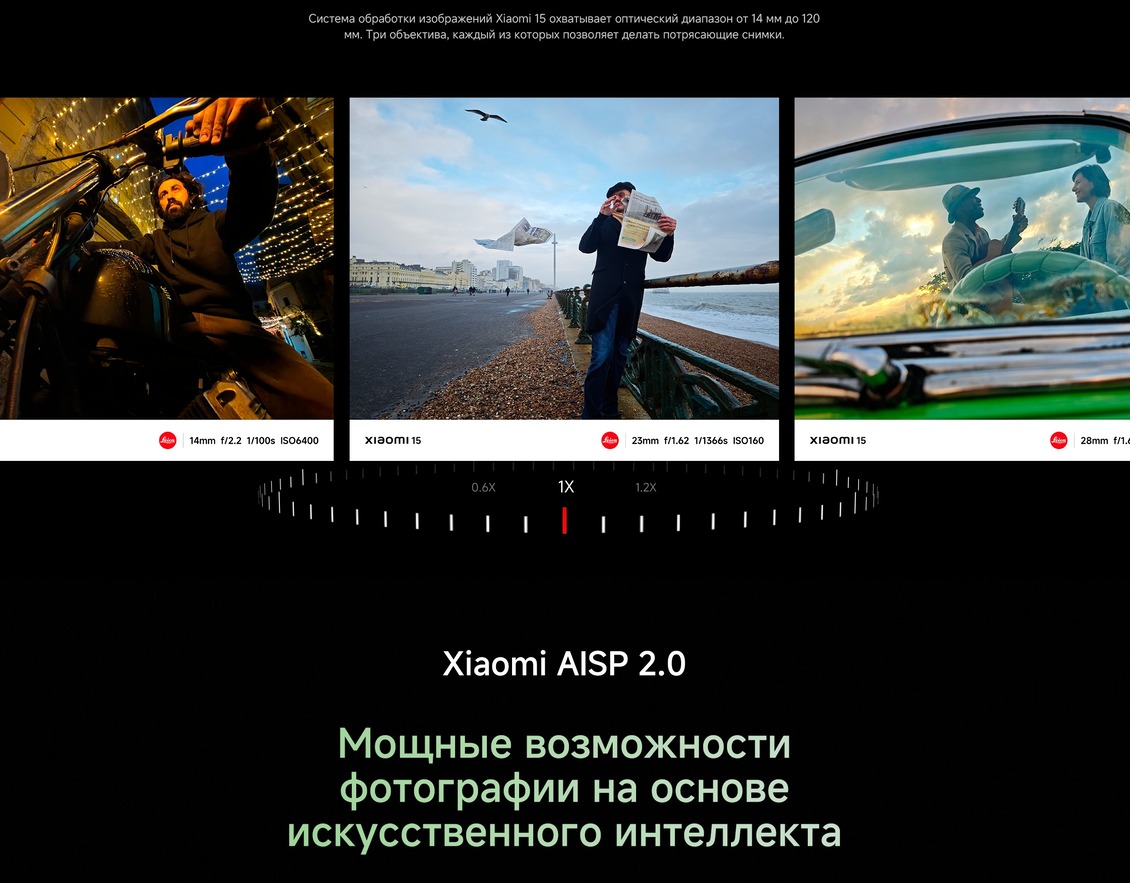 Система обработки изображений Xiaomi 15 охватывает оптический диапазон от 14 мм до 120
мм. Три объектива, каждый из которых позволяет делать потрясающие снимки.
Leica 14mm f/2.2 1/100s ISO6400
XIAOMI 15 Leica 23mm f/1.62 1/1366s ISO160
XIAOMI 15 Leica 28mm f/1.6
0.6X 1X 1.2X
Xiaomi AISP 2.0
Мощные возможности
фотографии на основе
искусственного интеллекта